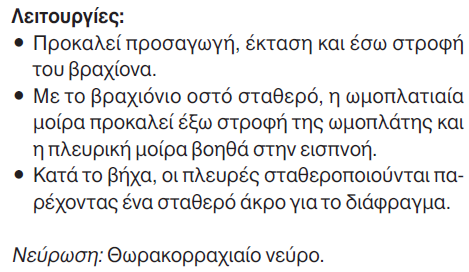 Λειτουργίες:
• Προκαλεί προσαγωγή, έκταση και έσω στροφή
του βραχίονα.
• Με το βραχιόνιο οστό σταθερό, η ωμοπλατιαία
μοίρα προκαλεί έξω στροφή της ωμοπλάτης και
η πλευρική μοίρα βοηθά στην εισπνοή.
• Κατά το βήχα, οι πλευρές σταθεροποιούνται πα-
ρέχοντας ένα σταθερό άκρο για το διάφραγμα.
Νεύρωση: Θωρακορραχιαίο νεύρο.